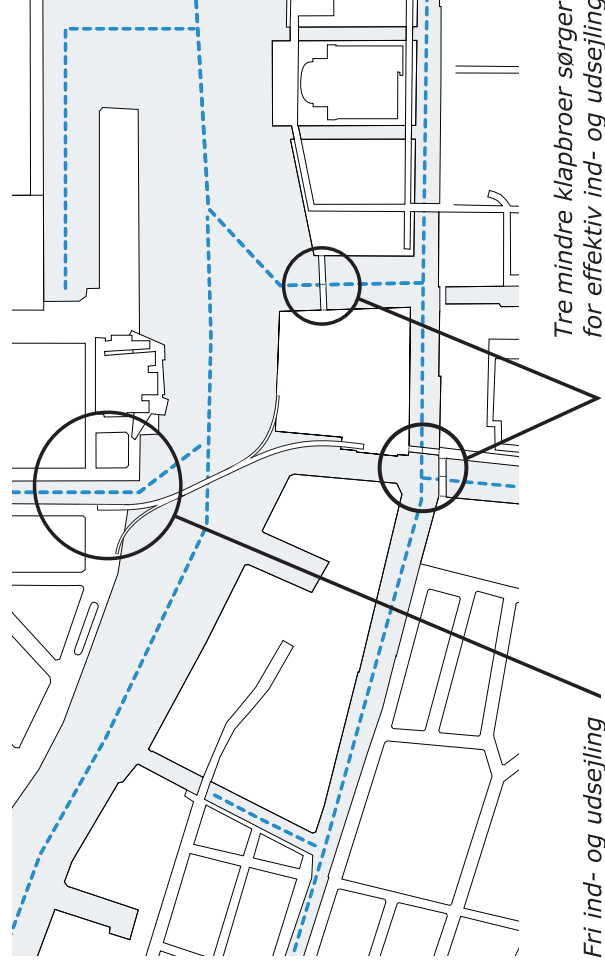 Tre mindre klapbroer sørger
for effektiv ind- og udsejling
Fri ind- og udsejling